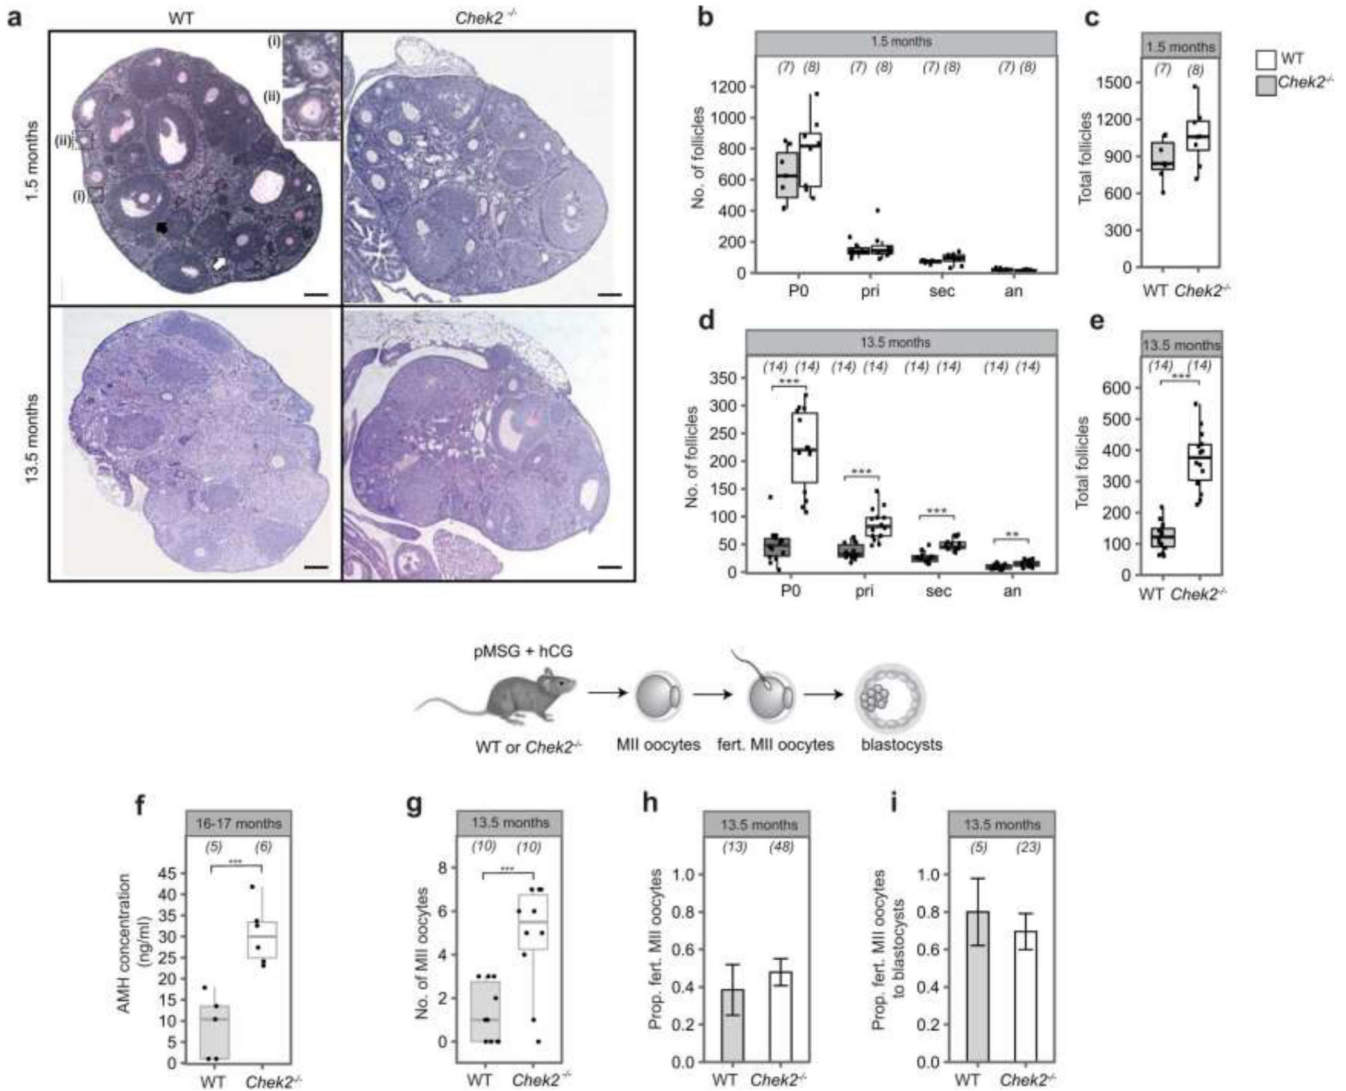 a
WT
Chek2 -/-
1.5 months
13.5 months
(i)
(ii)
(ii)
(i)
b
1.5 months
(7) (8) (7) (8) (7) (8) (7) (8)
No. of follicles
1200
1000
800
600
400
200
0
P0 pri sec an
c
1.5 months
(7) (8)
Total follicles
1500
1200
900
600
300
0
WT Chek2-/-
WT
Chek2-/-
d
13.5 months
(14) (14) (14) (14) (14) (14) (14) (14)
*** *** *** **
No. of follicles
350
300
250
200
150
100
50
0
P0 pri sec an
e
13.5 months
(14) (14)
***
Total follicles
600
500
400
300
200
100
0
WT Chek2-/-
pMSG + hCG
WT or Chek2-/-
MII oocytes
fert. MII oocytes
blastocysts
f
16-17 months
(5) (6)
***
AMH concentration
(ng/ml)
45
40
35
30
25
20
15
10
5
0
WT Chek2-/-
g
13.5 months
(10) (10)
***
No. of MII oocytes
8
6
4
2
0
WT Chek2 -/-
h
13.5 months
(13) (48)
Prop. fert. MII oocytes
1.0
0.8
0.6
0.4
0.2
0.0
WT Chek2-/-
i
13.5 months
(5) (23)
Prop. fert. MII oocytes
to blastocysts
1.0
0.8
0.6
0.4
0.2
0.0
WT Chek2-/-